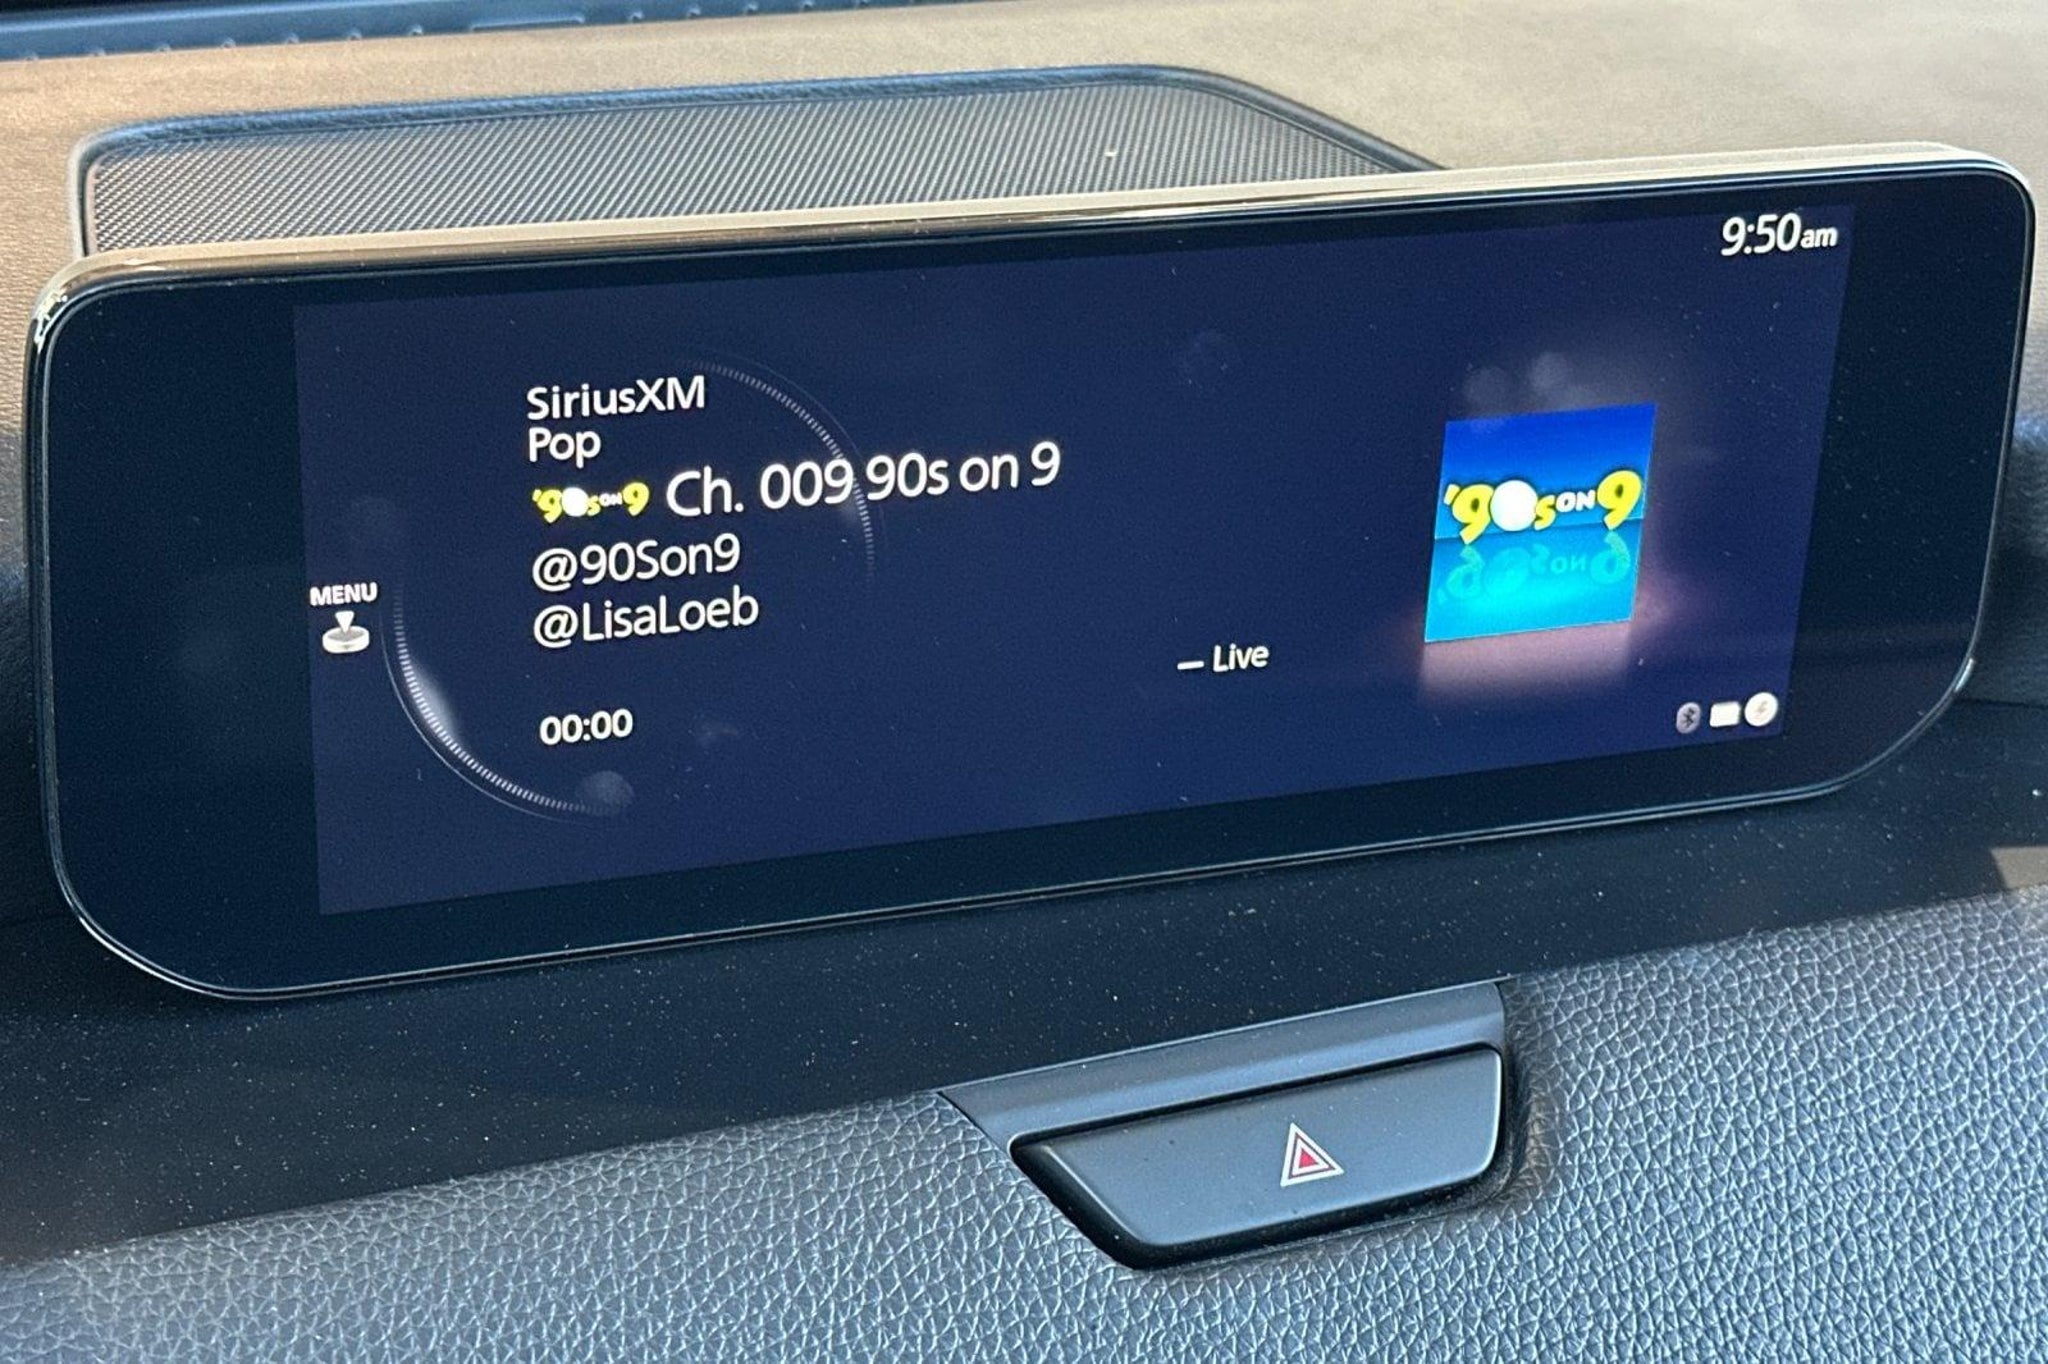 9:50am
SiriusXM
Pop
'90s ON 9 Ch. 009 90s on 9
@90Son9
@LisaLoeb
MENU
— Live
00:00
'90s ON 9